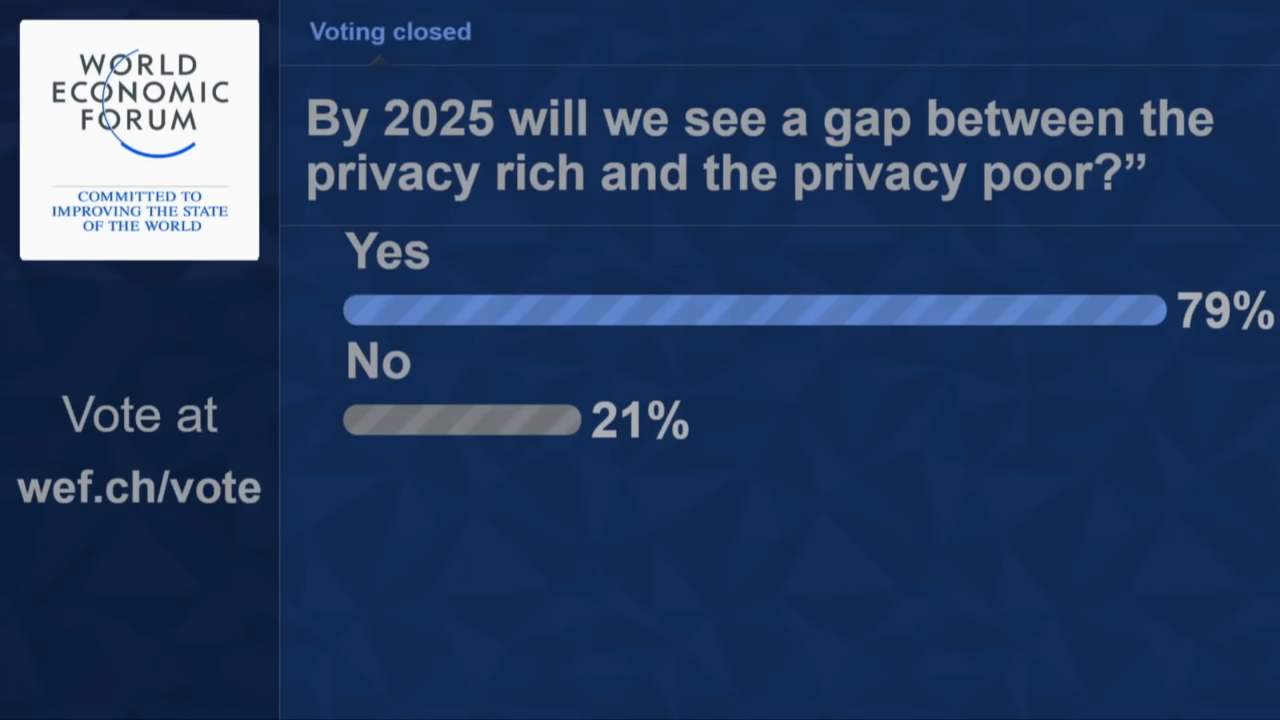 WORLD
ECONOMIC
FORUM
COMMITTED TO
IMPROVING THE STATE
OF THE WORLD
Vote at
wef.ch/vote
Voting closed
By 2025 will we see a gap between the
privacy rich and the privacy poor?”
Yes
79%
No
21%